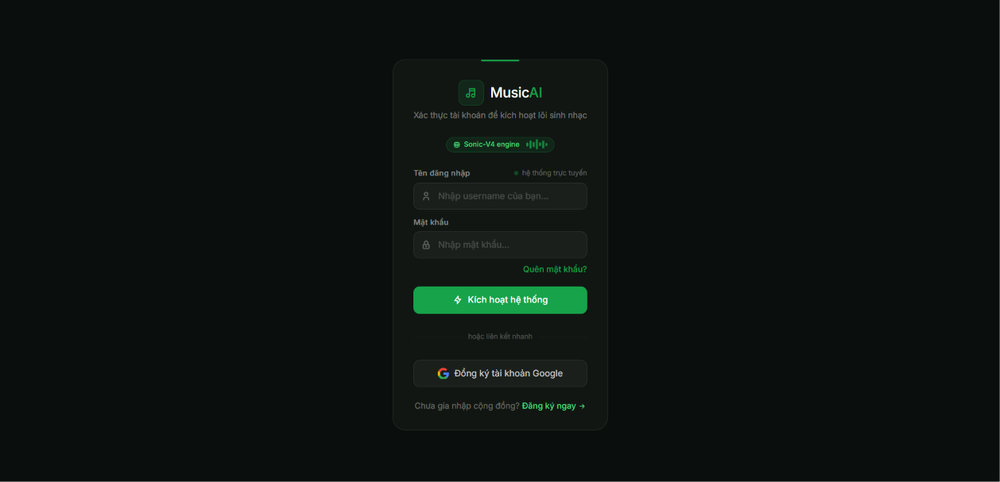 MusicAI
Xác thực tài khoản để kích hoạt lõi sinh nhạc
Sonic-V4 engine
Tên đăng nhập hệ thống trực tuyến
Nhập username của bạn...
Mật khẩu
Nhập mật khẩu...
Quên mật khẩu?
Kích hoạt hệ thống
hoặc liên kết nhanh
Đồng ký tài khoản Google
Chưa gia nhập cộng đồng? Đăng ký ngay →